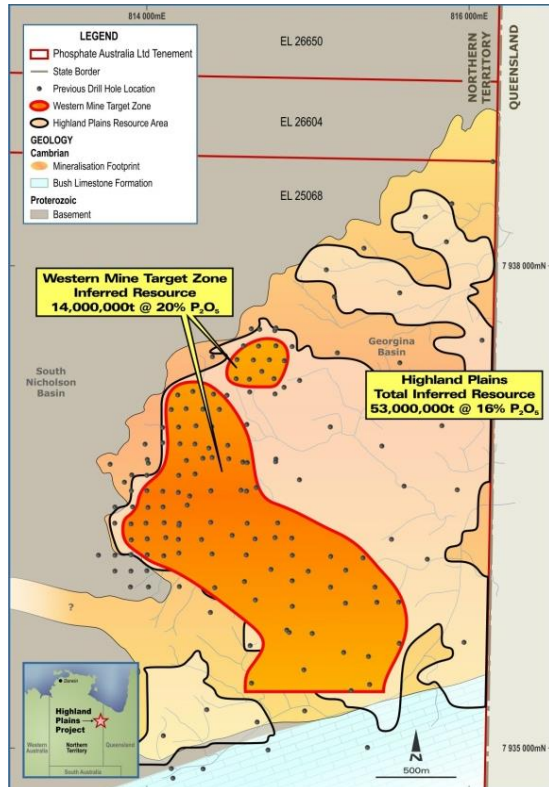 814 000mE
816 000mE
LEGEND
Phosphate Australia Ltd Tenement
State Border
Previous Drill Hole Location
Western Mine Target Zone
Highland Plains Resource Area
GEOLOGY
Cambrian
Mineralisation Footprint
Bush Limestone Formation
Proterozoic
Basement
EL 26650
NORTHERN
TERRITORY
QUEENSLAND
EL 26604
EL 25068
7 938 000mN
Western Mine Target Zone
Inferred Resource
14,000,000t @ 20% P₂O₅
Georgina
Basin
South
Nicholson
Basin
Highland Plains
Total Inferred Resource
53,000,000t @ 16% P₂O₅
?
Darwin
Highland
Plains
Project
Western
Australia
Northern
Territory
Queensland
South Australia
N
500m
7 935 000mN